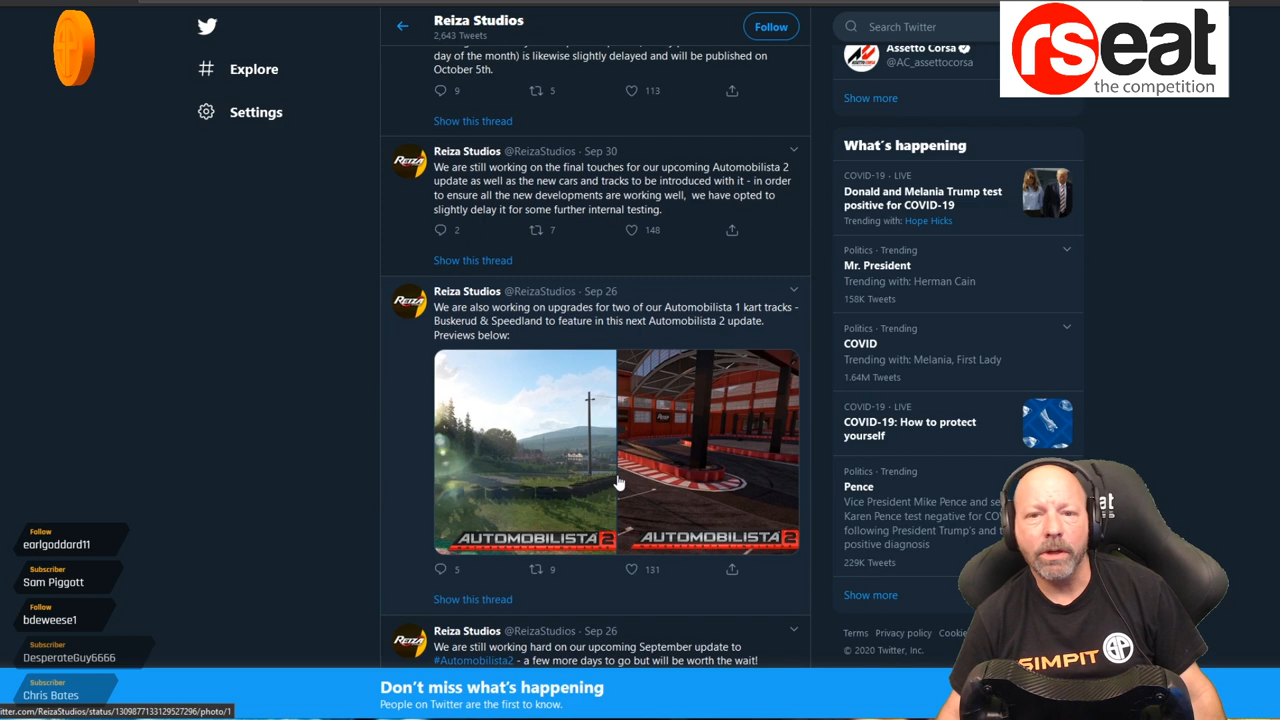 Explore
Settings
Reiza Studios
2,643 Tweets
Follow
day of the month) is likewise slightly delayed and will be published on
October 5th.
9 5 113
Show this thread
Reiza Studios @ReizaStudios · Sep 30
We are still working on the final touches for our upcoming Automobilista 2
update as well as the new cars and tracks to be introduced with it - in order
to ensure all the new developments are working well, we have opted to
slightly delay it for some further internal testing.
2 7 148
Show this thread
Reiza Studios @ReizaStudios · Sep 26
We are also working on upgrades for two of our Automobilista 1 kart tracks -
Buskerud & Speedland to feature in this next Automobilista 2 update.
Previews below:
AUTOMOBILISTA 2
AUTOMOBILISTA 2
5 9 131
Show this thread
Reiza Studios @ReizaStudios · Sep 26
We are still working hard on our upcoming September update to
#Automobilista2 - a few more days to go but will be worth the wait!
Search Twitter
rseat
the competition
Assetto Corsa
@AC_assettocorsa
Show more
What's happening
COVID-19 · LIVE
Donald and Melania Trump test
positive for COVID-19
Trending with: Hope Hicks
Politics · Trending
Mr. President
Trending with: Herman Cain
158K Tweets
Politics · Trending
COVID
Trending with: Melania, First Lady
1.64M Tweets
COVID-19 · LIVE
COVID-19: How to protect
yourself
Politics · Trending
Pence
Vice President Mike Pence and se
Karen Pence test negative for CO
following President Trump's and t
positive diagnosis
229K Tweets
Show more
Terms Privacy policy Cookie
© 2020 Twitter, Inc.
SIMPIT
Follow
earlgoddard11
Subscriber
Sam Piggott
Follow
bdeweese1
Subscriber
DesperateGuy6666
Subscriber
Chris Bates
Don't miss what's happening
People on Twitter are the first to know.
itter.com/ReizaStudios/status/1309877133129527296/photo/1